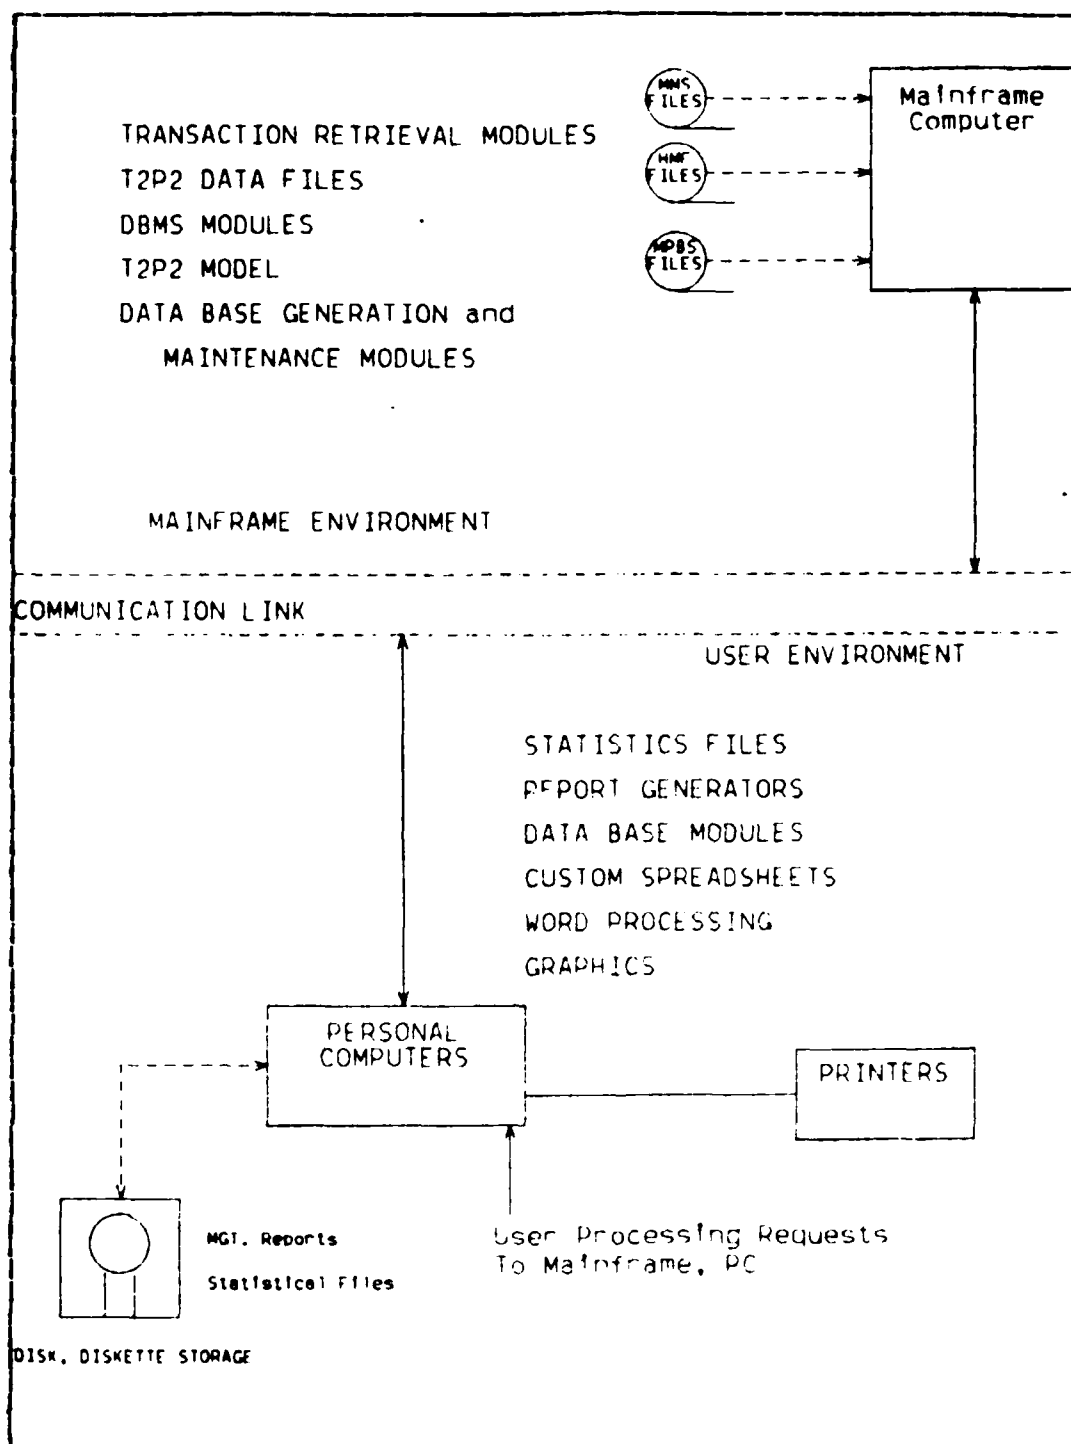 MMS
FILES
Mainframe
Computer
TRANSACTION RETRIEVAL MODULES
HMF
FILES
T2P2 DATA FILES
DBMS MODULES
MPBS
FILES
T2P2 MODEL
DATA BASE GENERATION and
MAINTENANCE MODULES
MAINFRAME ENVIRONMENT
COMMUNICATION LINK
USER ENVIRONMENT
STATISTICS FILES
REPORT GENERATORS
DATA BASE MODULES
CUSTOM SPREADSHEETS
WORD PROCESSING
GRAPHICS
PERSONAL
COMPUTERS
PRINTERS
MGT. Reports
Statistical Files
User Processing Requests
To Mainframe, PC
DISK, DISKETTE STORAGE